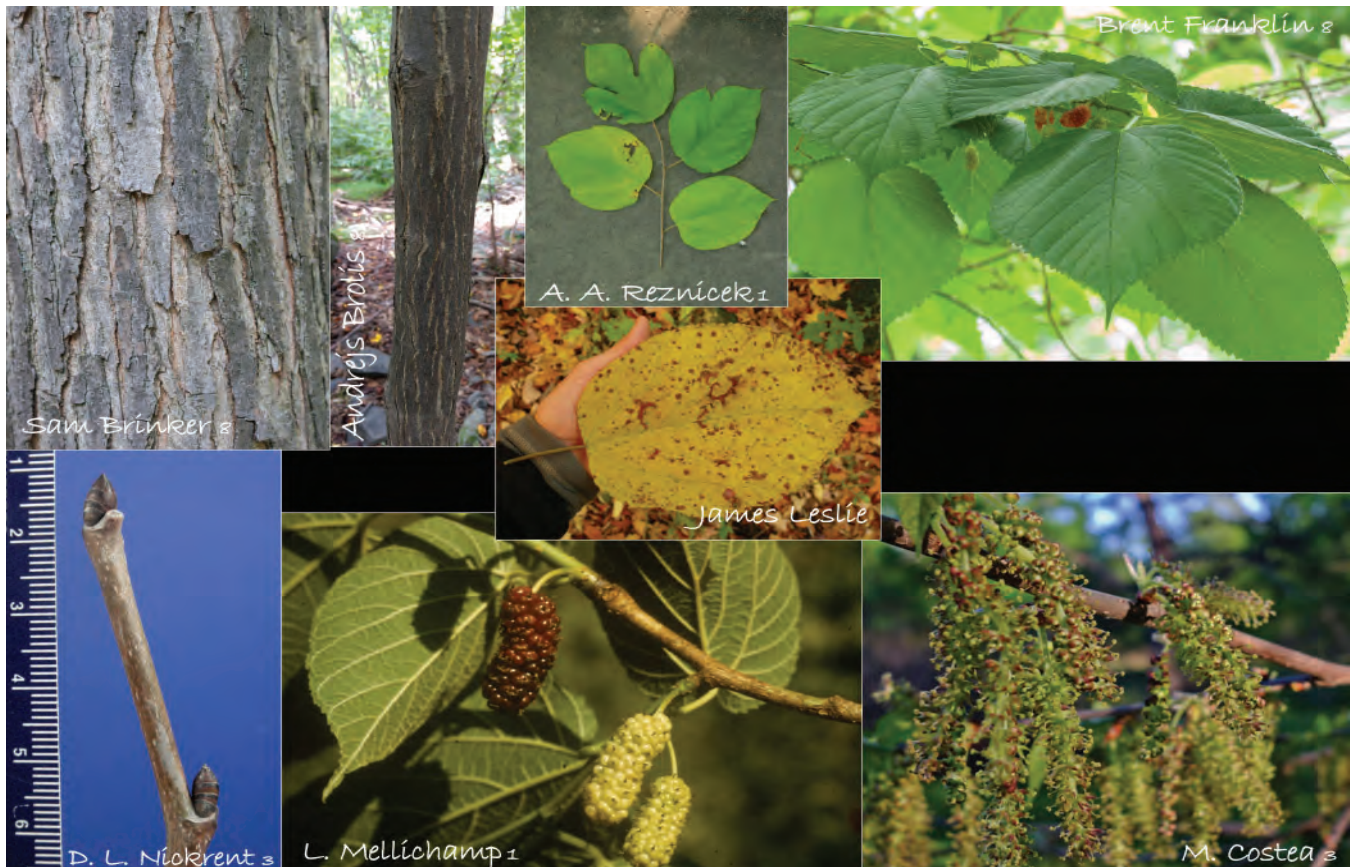 Brent Franklin 8
A. A. Reznicek 1
Andrejs Brolis
Sam Brinker 8
James Leslie
1
2
3
4
5
6
D. L. Nickrent 3
L. Mellichamp 1
M. Costea 3